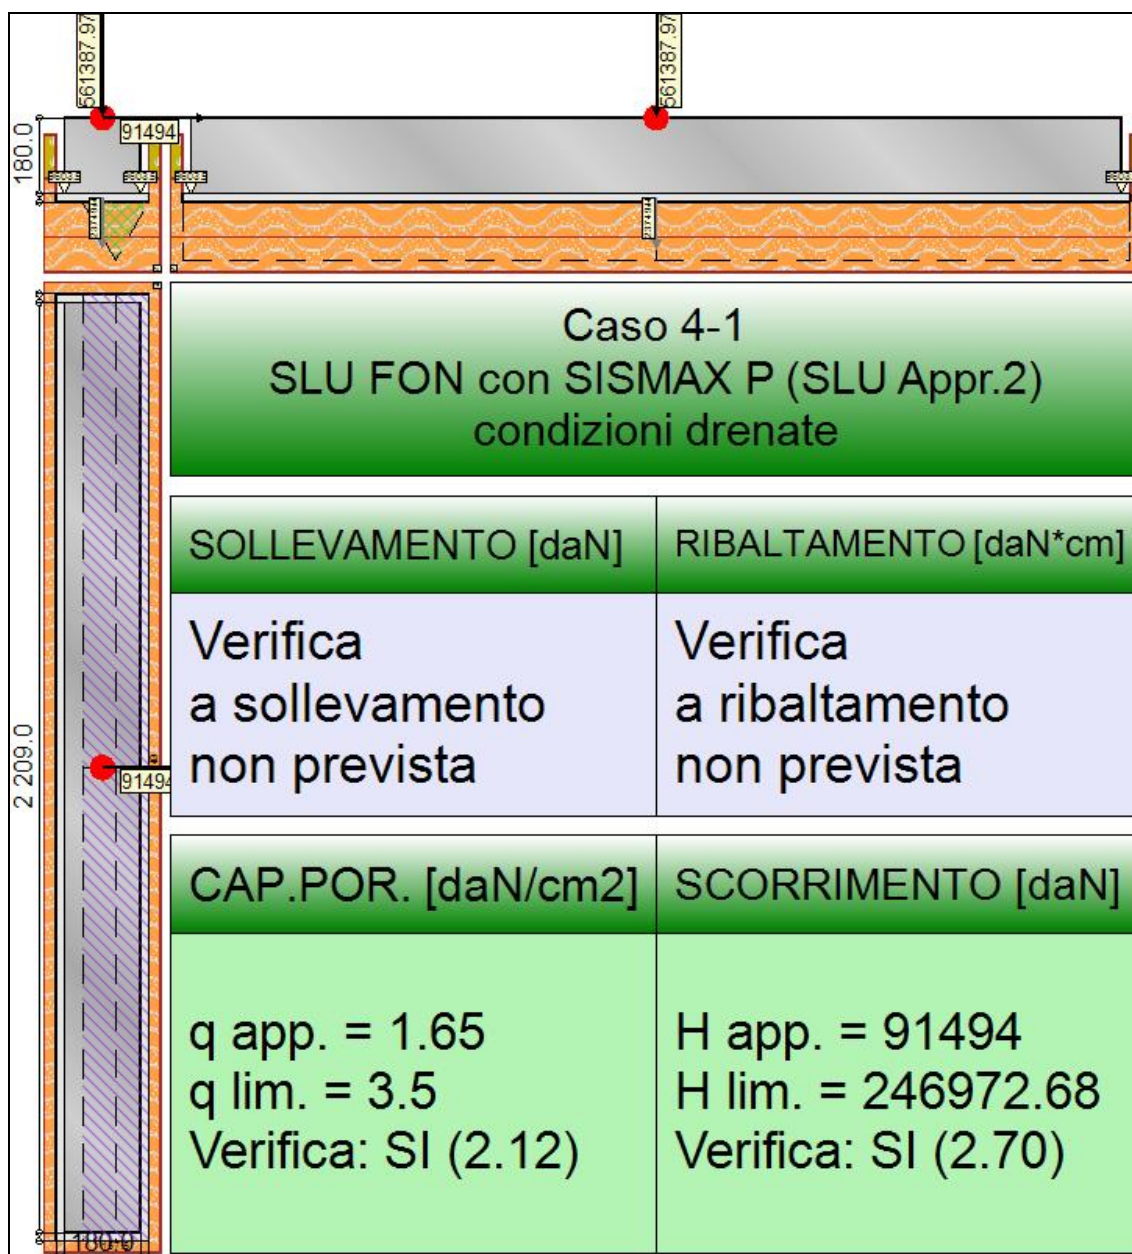 561387.97
561387.97
180.0
91494
237494
237494
Caso 4-1
SLU FON con SISMAX P (SLU Appr.2)
condizioni drenate
SOLLEVAMENTO [daN]
RIBALTAMENTO [daN*cm]
Verifica
a sollevamento
non prevista
Verifica
a ribaltamento
non prevista
2 209.0
91494
CAP.POR. [daN/cm2]
SCORRIMENTO [daN]
q app. = 1.65
q lim. = 3.5
Verifica: SI (2.12)
H app. = 91494
H lim. = 246972.68
Verifica: SI (2.70)
180.0